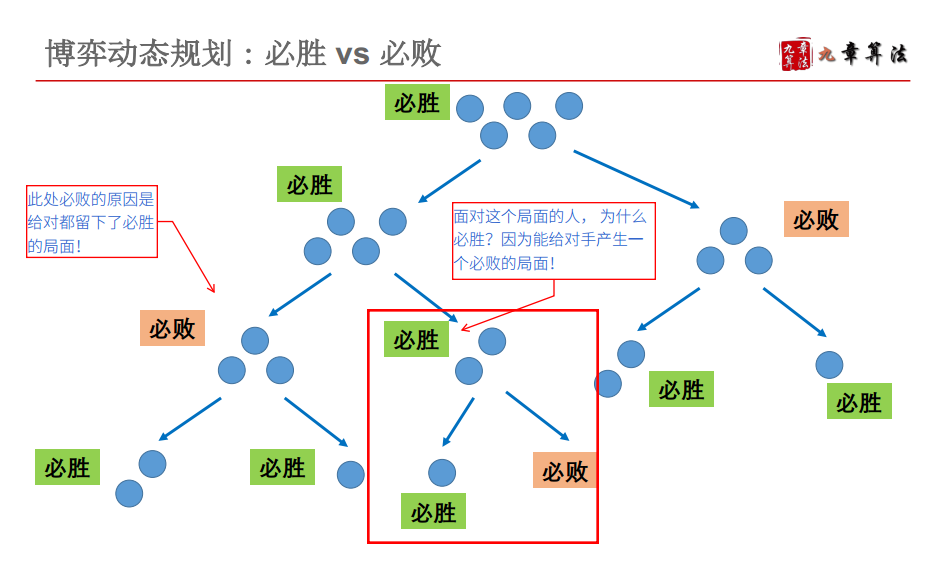 博弈动态规划：必胜 vs 必败
九章算法
九章算法
必胜
必胜
此处必败的原因是
给对都留下了必胜
的局面！
面对这个局面的人， 为什么
必胜？因为能给对手产生一
个必败的局面！
必败
必败
必胜
必胜
必胜
必胜
必胜
必败
必胜